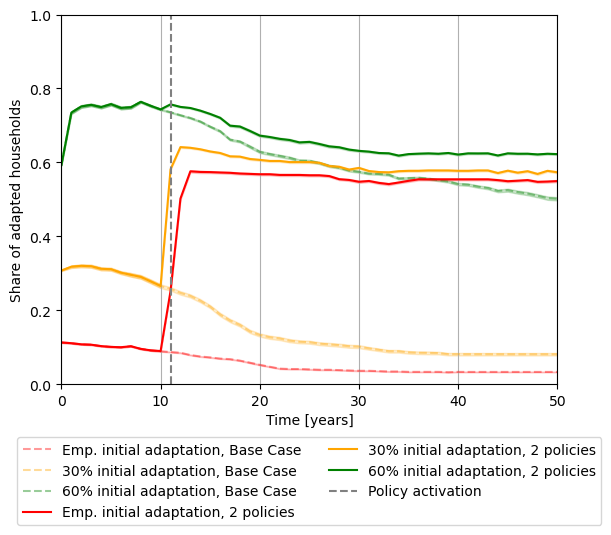 1.0
0.8
0.6
0.4
0.2
0.0
Share of adapted households
0 10 20 30 40 50
Time [years]
Emp. initial adaptation, Base Case
30% initial adaptation, Base Case
60% initial adaptation, Base Case
Emp. initial adaptation, 2 policies
30% initial adaptation, 2 policies
60% initial adaptation, 2 policies
Policy activation